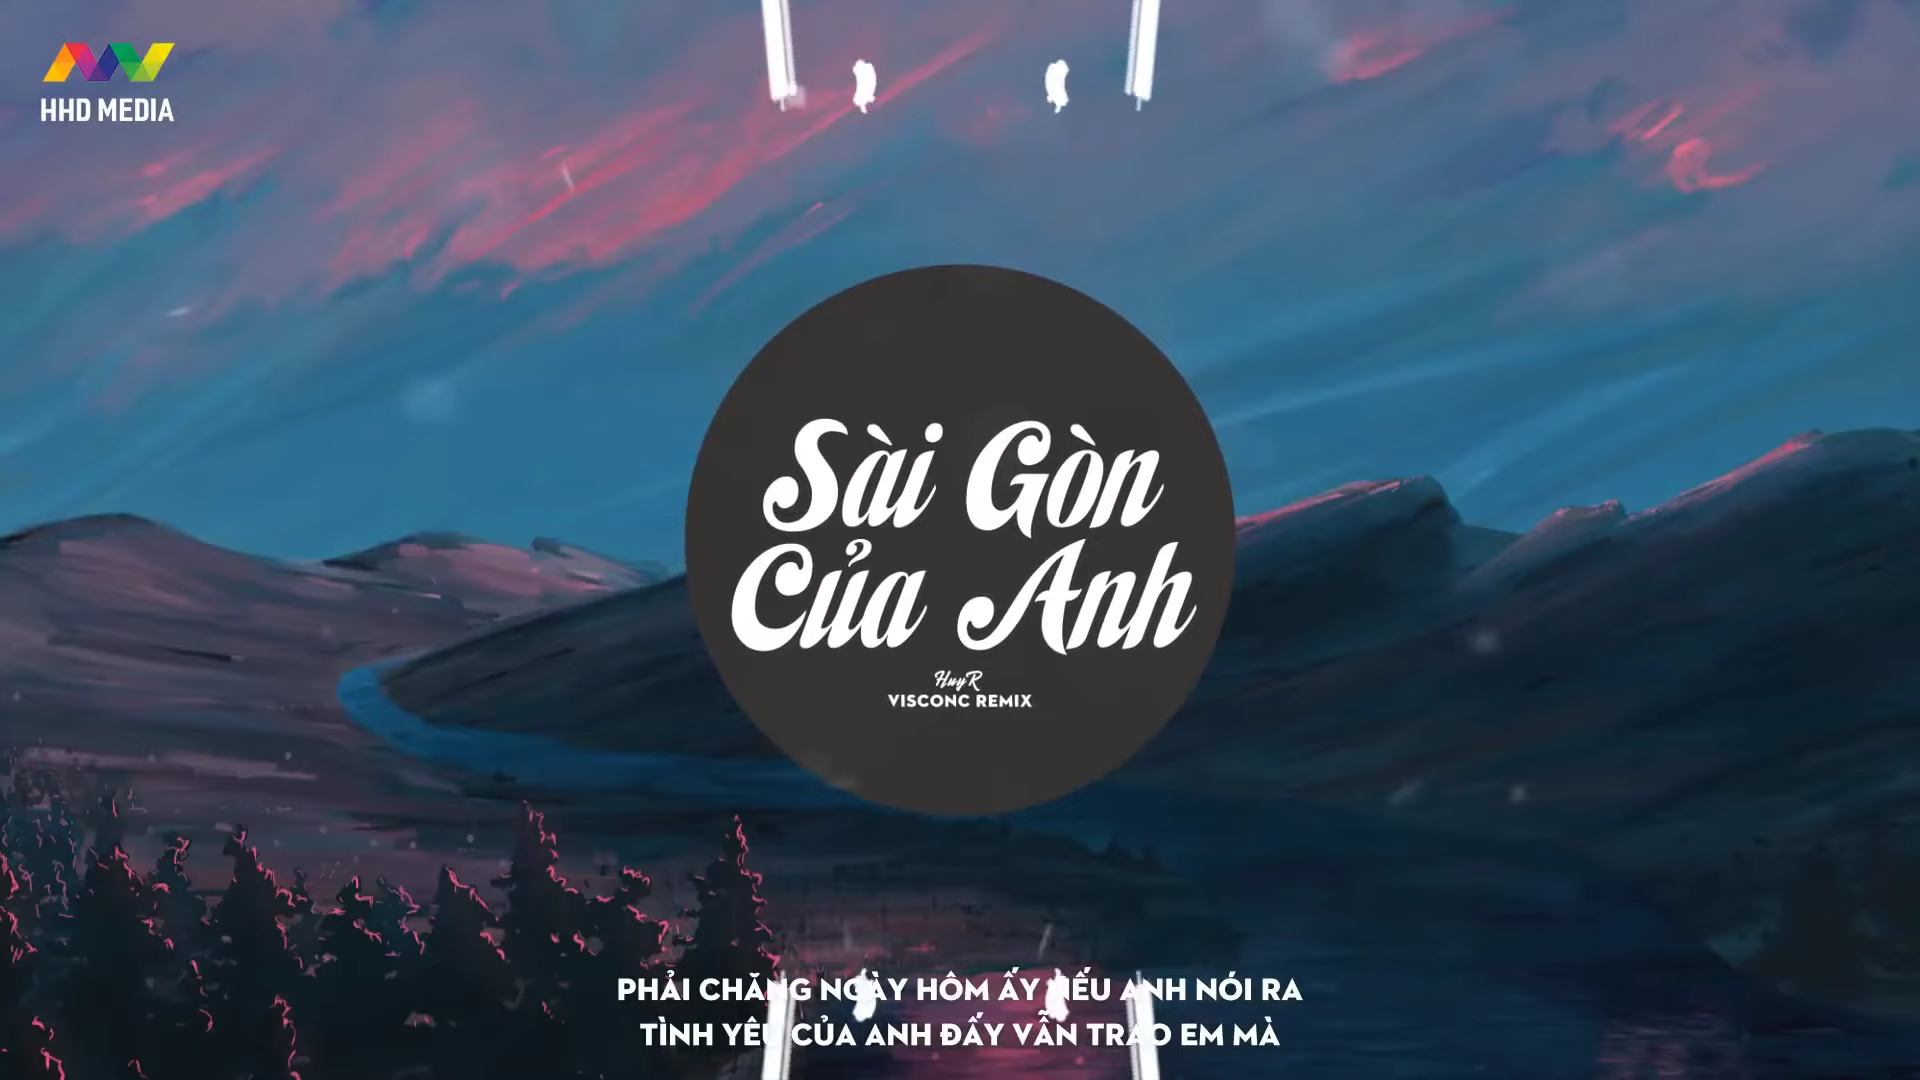 HHD MEDIA
Sài Gòn
Của Anh
HuyR
VISCONC REMIX
PHẢI CHĂNG NGÀY HÔM ẤY NẾU ANH NÓI RA
TÌNH YÊU CỦA ANH ĐẤY VẪN TRAO EM MÀ